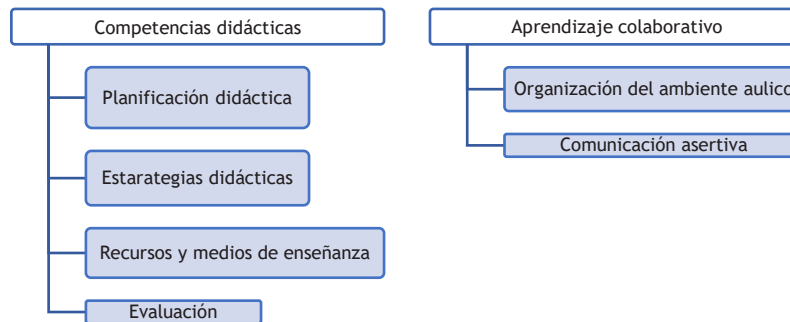 Competencias didácticas
Planificación didáctica
Estarategias didácticas
Recursos y medios de enseñanza
Evaluación
Aprendizaje colaborativo
Organización del ambiente aulico
Comunicación asertiva